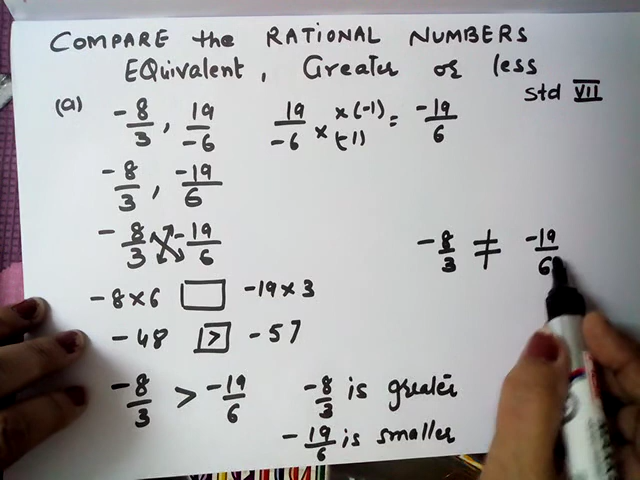 COMPARE the RATIONAL NUMBERS
EQuivalent, Greater or less
Std VII
(a) -8/3, 19/-6 19/-6 × ×(-1)/(-1) = -19/6
-8/3, -19/6
-8/3 -19/6 -8/3 ≠ -19/6
-8×6 □ -19×3
-48 > -57
-8/3 > -19/6 -8/3 is greater
-19/6 is smaller